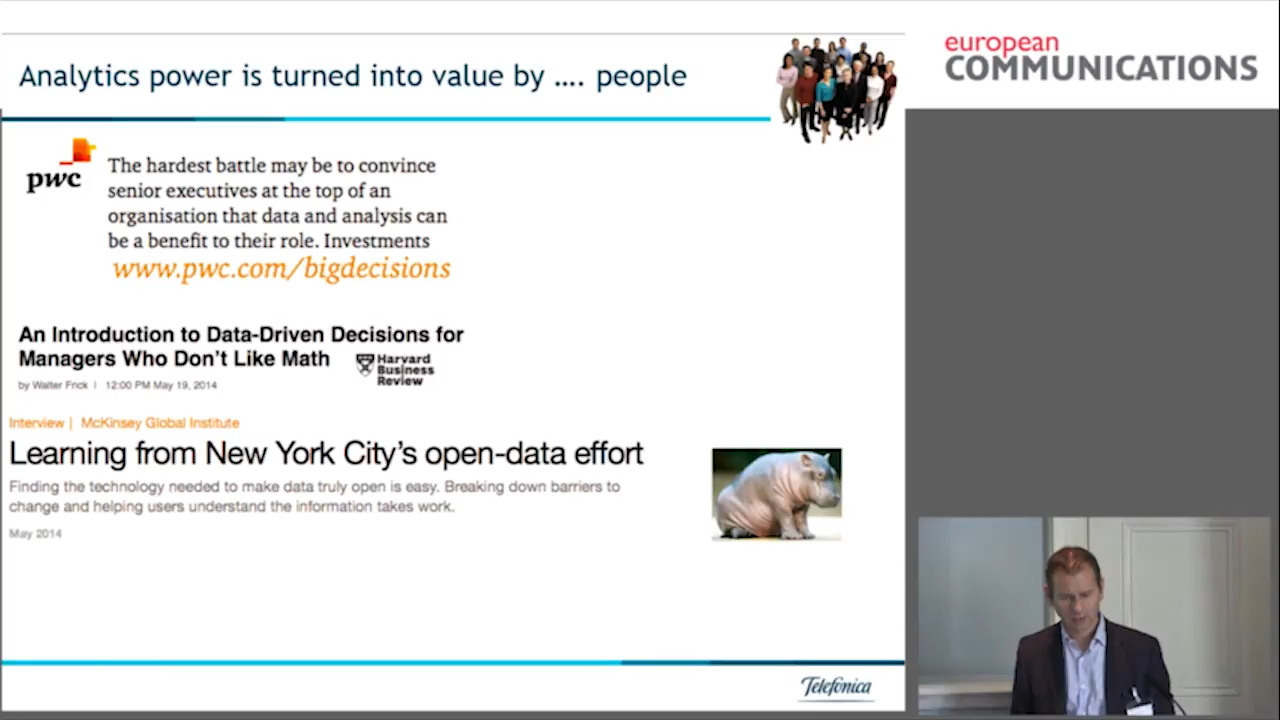 Analytics power is turned into value by .... people
european
COMMUNICATIONS
pwc
The hardest battle may be to convince
senior executives at the top of an
organisation that data and analysis can
be a benefit to their role. Investments
www.pwc.com/bigdecisions
An Introduction to Data-Driven Decisions for
Managers Who Don't Like Math
Harvard
Business
Review
by Walter Frick | 12:00 PM May 19, 2014
Interview | McKinsey Global Institute
Learning from New York City's open-data effort
Finding the technology needed to make data truly open is easy. Breaking down barriers to
change and helping users understand the information takes work.
May 2014
Telefónica